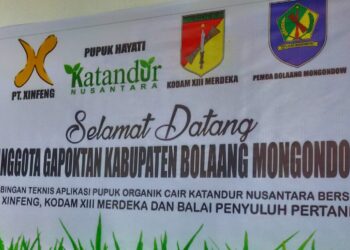 PT. XINFENG
PUPUK HAYATI
Katandur
NUSANTARA
KODAM XIII MERDEKA
PEMDA BOLAANG MONGONDOW
Selamat Datang
ANGGOTA GAPOKTAN KABUPATEN BOLAANG MONGONDO
BINGAN TEKNIS APLIKASI PUPUK ORGANIK CAIR KATANDUR NUSANTARA BERS
XINFENG, KODAM XIII MERDEKA DAN BALAI PENYULUH PERTANI